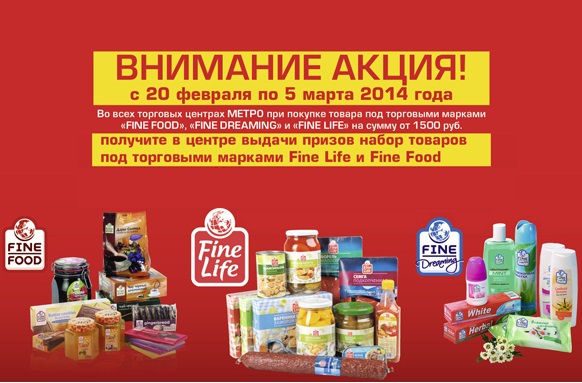 ВНИМАНИЕ АКЦИЯ!
с 20 февраля по 5 марта 2014 года
Во всех торговых центрах МЕТРО при покупке товара под торговыми марками
«FINE FOOD», «FINE DREAMING» и «FINE LIFE» на сумму от 1500 руб.
получите в центре выдачи призов набор товаров
под торговыми марками Fine Life и Fine Food
FINE
FOOD
Fine
Life
FINE
Dreaming
MINT
White
Herbal